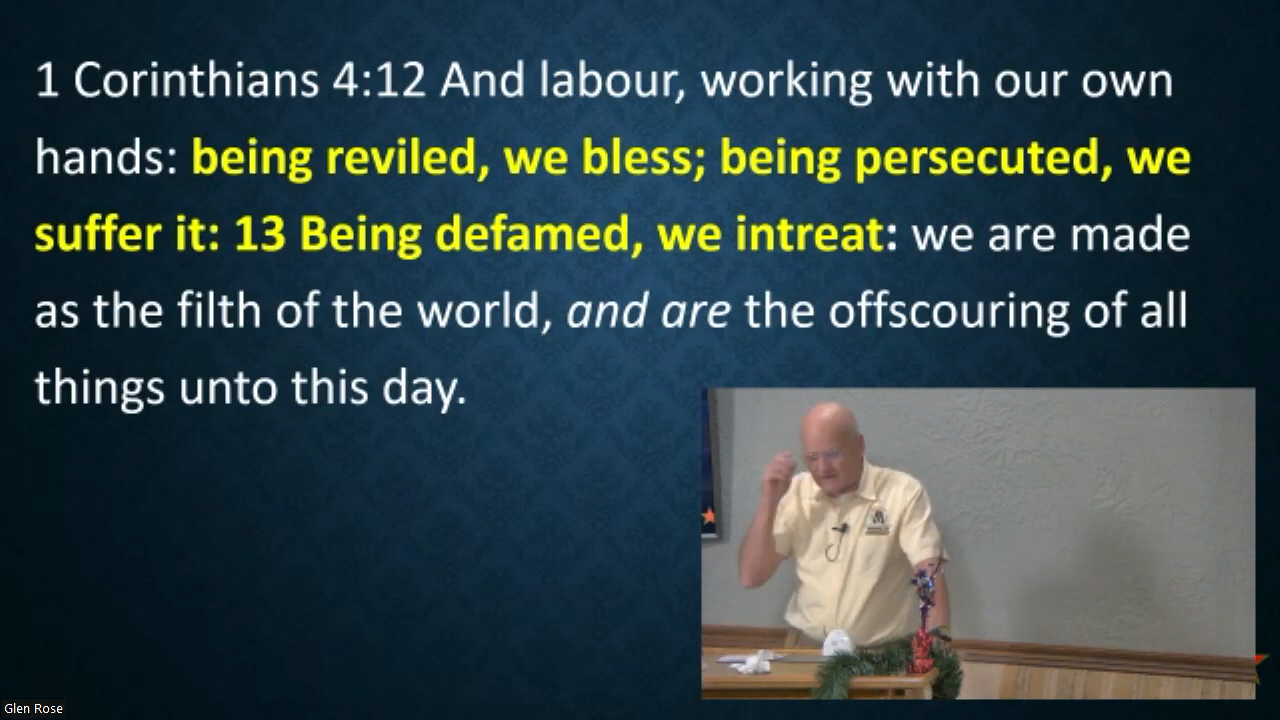 1 Corinthians 4:12 And labour, working with our own
hands: being reviled, we bless; being persecuted, we
suffer it: 13 Being defamed, we intreat: we are made
as the filth of the world, and are the offscouring of all
things unto this day.
Glen Rose